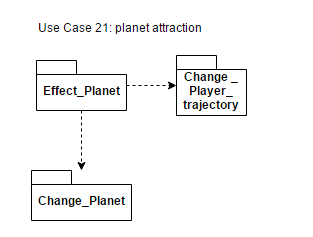 Use Case 21: planet attraction
Effect_Planet
Change _
Player_
trajectory
Change_Planet